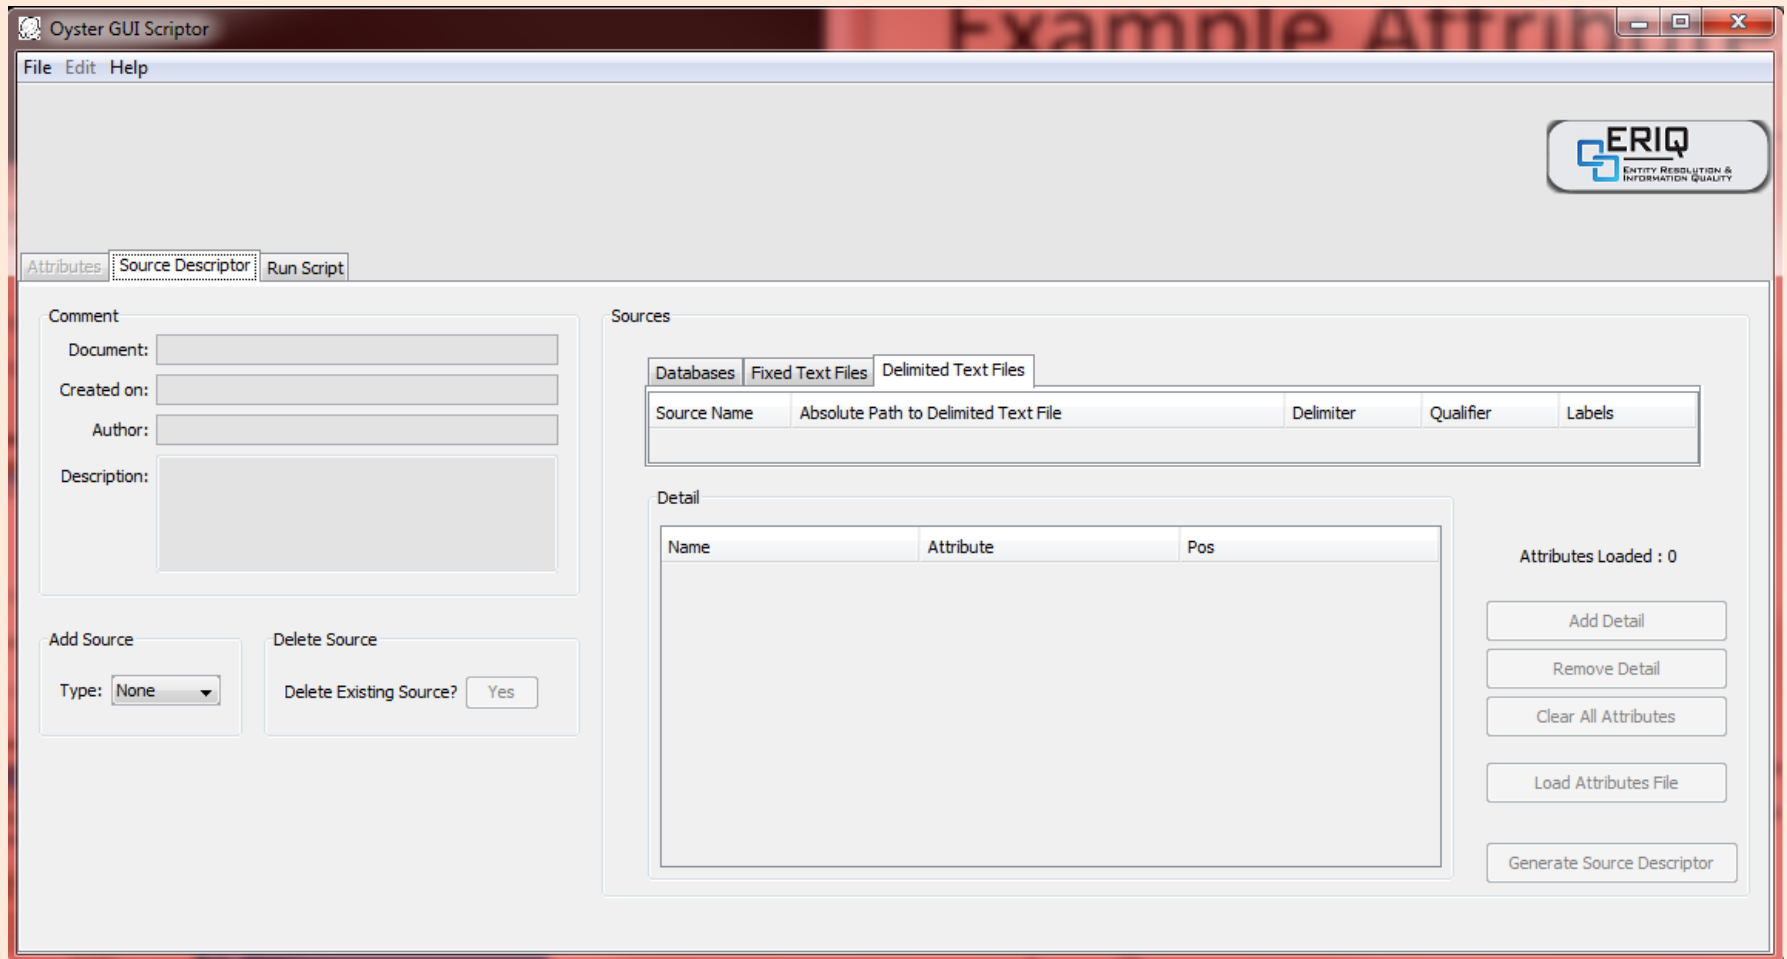 Example Attribut
Oyster GUI Scriptor
File Edit Help
ERIQ
ENTITY RESOLUTION &
INFORMATION QUALITY
Attributes Source Descriptor Run Script
Comment
Document:
Created on:
Author:
Description:
Add Source
Type: None
Delete Source
Delete Existing Source? Yes
Sources
Databases Fixed Text Files Delimited Text Files
Source Name Absolute Path to Delimited Text File Delimiter Qualifier Labels
Detail
Name Attribute Pos
Attributes Loaded : 0
Add Detail
Remove Detail
Clear All Attributes
Load Attributes File
Generate Source Descriptor